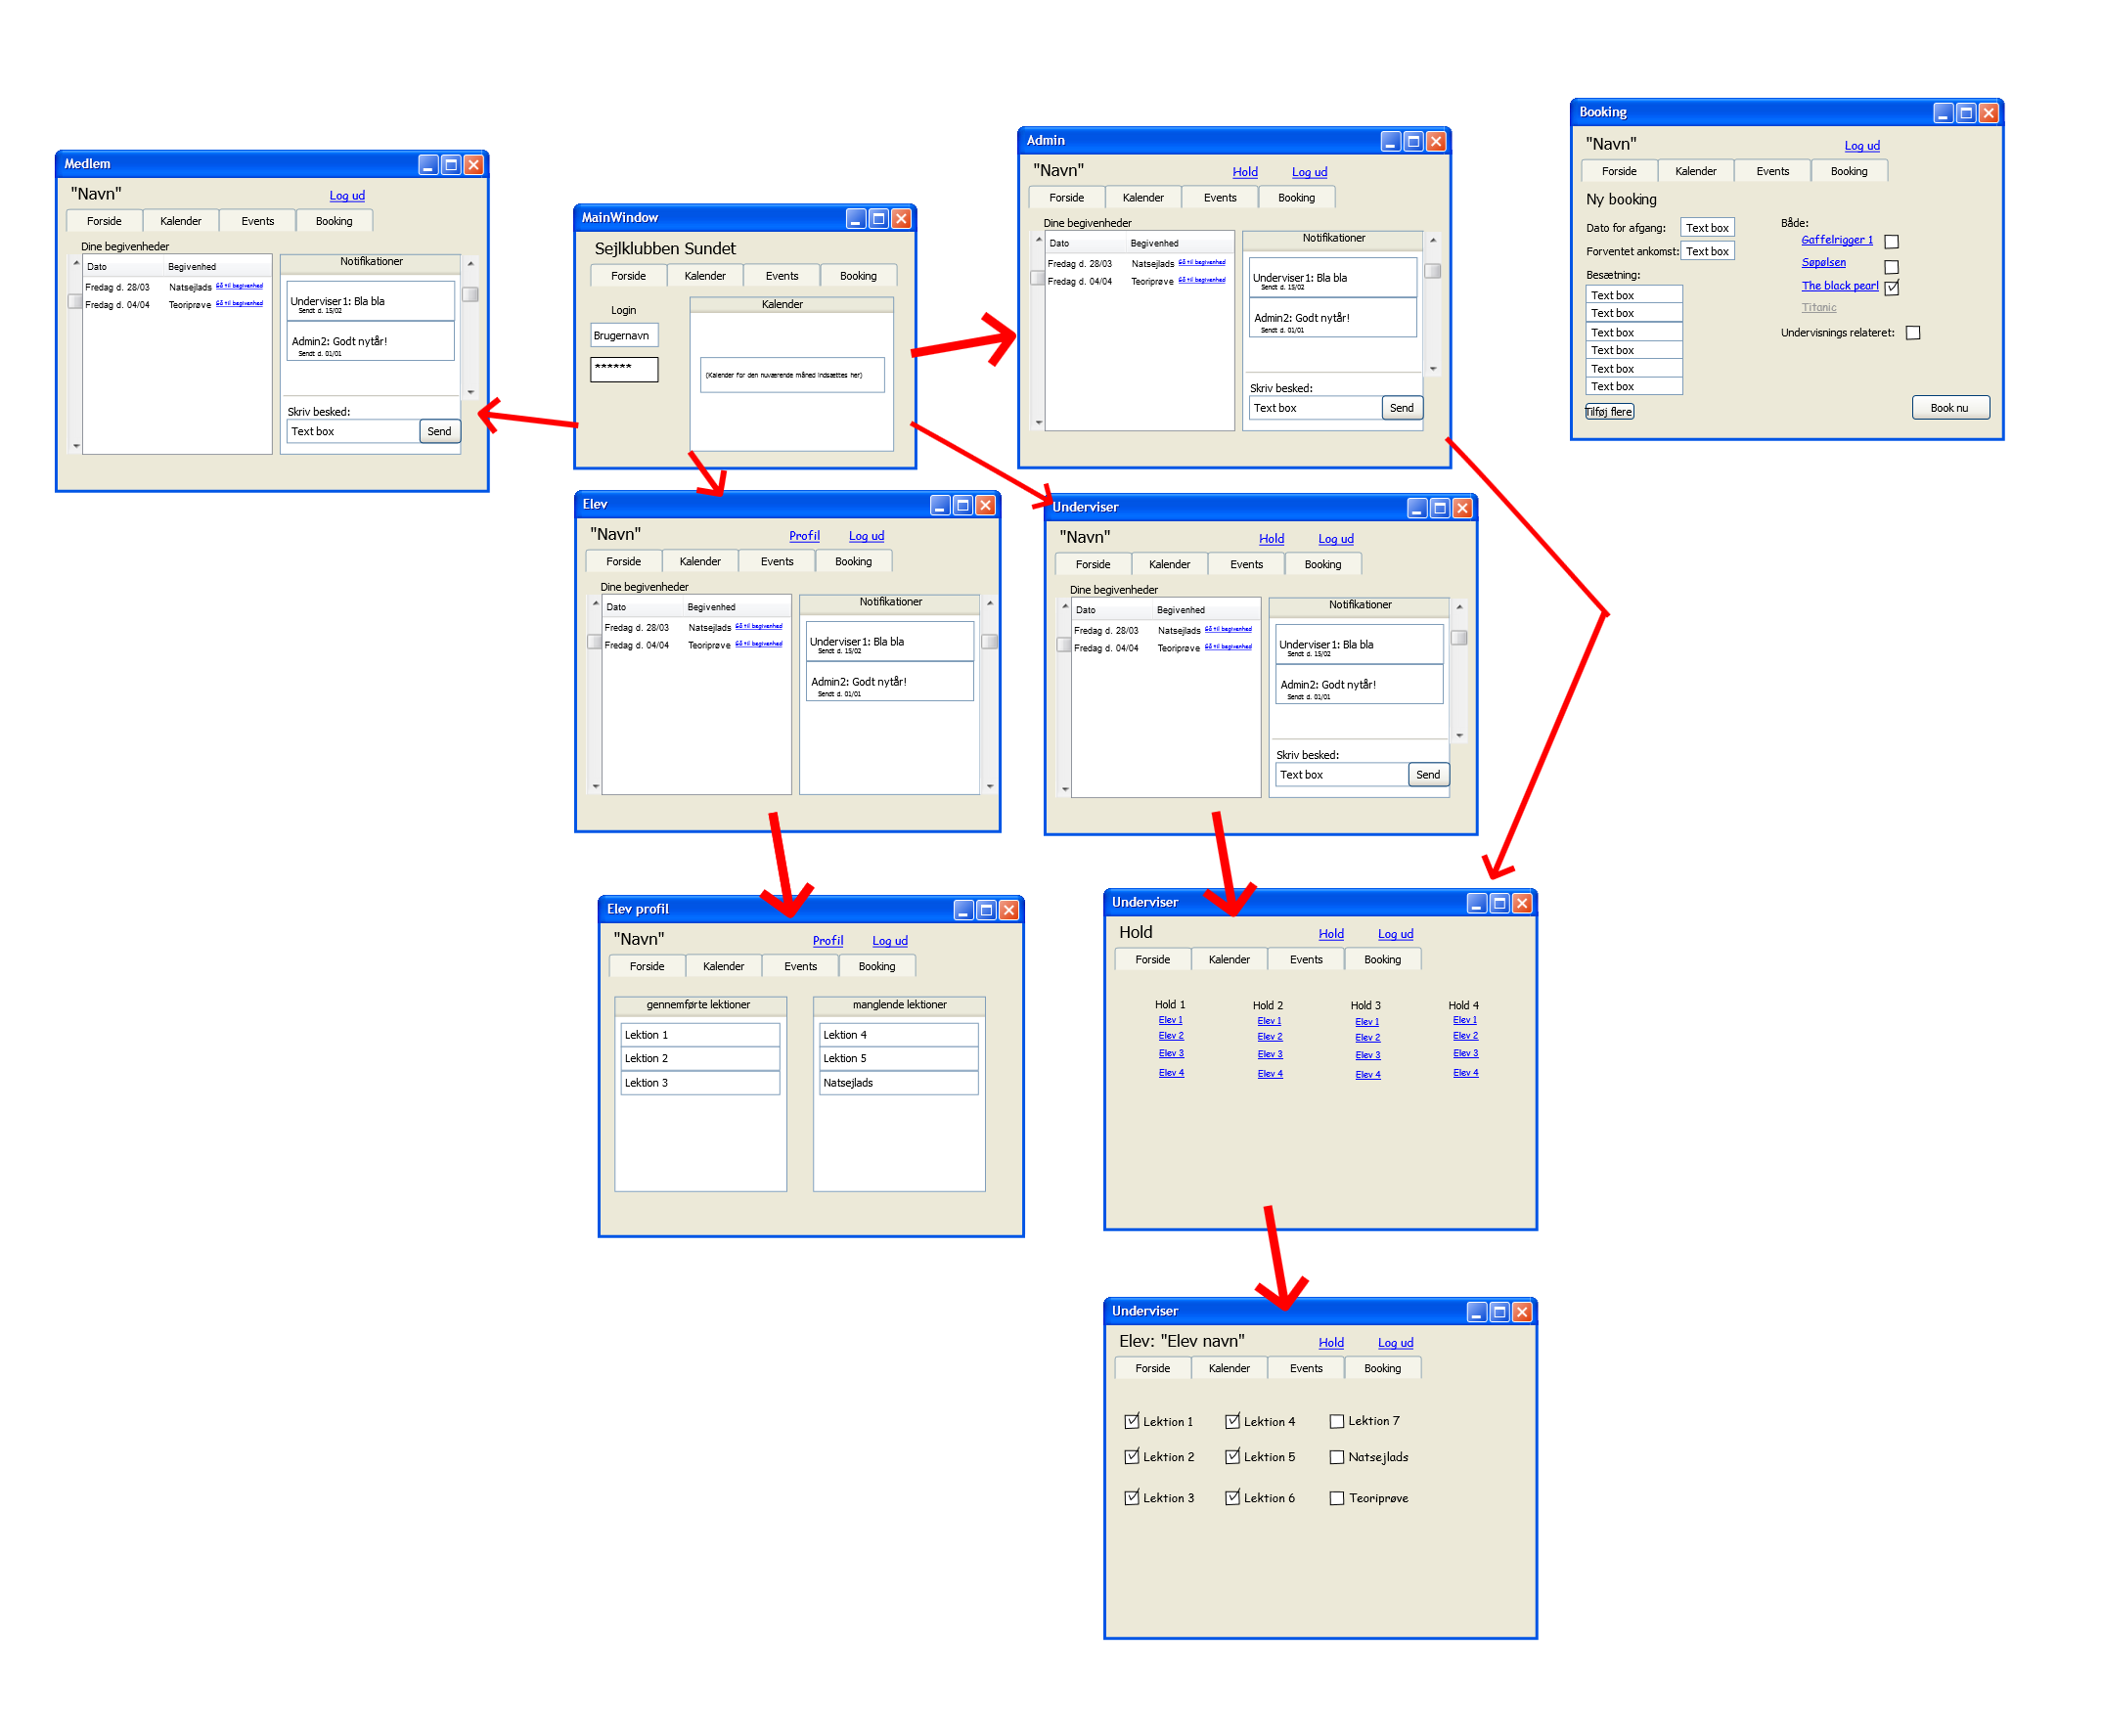 Medlem
"Navn"
Log ud
Forside Kalender Events Booking
Dine begivenheder
Dato Begivenhed
Fredag d. 28/03 Natsejlads Gå til begivenhed
Fredag d. 04/04 Teoriprøve Gå til begivenhed
Notifikationer
Underviser1: Bla bla
Sendt d. 15/02
Admin2: Godt nytår!
Sendt d. 01/01
Skriv besked:
Text box Send
MainWindow
Sejlklubben Sundet
Forside Kalender Events Booking
Login
Brugernavn
******
Kalender
(Kalender for den nuværende måned indsættes her)
Admin
"Navn"
Hold Log ud
Forside Kalender Events Booking
Dine begivenheder
Dato Begivenhed
Fredag d. 28/03 Natsejlads Gå til begivenhed
Fredag d. 04/04 Teoriprøve Gå til begivenhed
Notifikationer
Underviser1: Bla bla
Sendt d. 15/02
Admin2: Godt nytår!
Sendt d. 01/01
Skriv besked:
Text box Send
Booking
"Navn"
Log ud
Forside Kalender Events Booking
Ny booking
Dato for afgang: Text box
Forventet ankomst: Text box
Besætning:
Text box
Text box
Text box
Text box
Text box
Text box
Tilføj flere
Både:
Gaffelrigger 1
Søpølsen
The black pearl
Titanic
Undervisnings relateret:
Book nu
Elev
"Navn"
Profil Log ud
Forside Kalender Events Booking
Dine begivenheder
Dato Begivenhed
Fredag d. 28/03 Natsejlads Gå til begivenhed
Fredag d. 04/04 Teoriprøve Gå til begivenhed
Notifikationer
Underviser1: Bla bla
Sendt d. 15/02
Admin2: Godt nytår!
Sendt d. 01/01
Underviser
"Navn"
Hold Log ud
Forside Kalender Events Booking
Dine begivenheder
Dato Begivenhed
Fredag d. 28/03 Natsejlads Gå til begivenhed
Fredag d. 04/04 Teoriprøve Gå til begivenhed
Notifikationer
Underviser1: Bla bla
Sendt d. 15/02
Admin2: Godt nytår!
Sendt d. 01/01
Skriv besked:
Text box Send
Elev profil
"Navn"
Profil Log ud
Forside Kalender Events Booking
gennemførte lektioner
Lektion 1
Lektion 2
Lektion 3
manglende lektioner
Lektion 4
Lektion 5
Natsejlads
Underviser
Hold
Hold Log ud
Forside Kalender Events Booking
Hold 1 Hold 2 Hold 3 Hold 4
Elev 1 Elev 1 Elev 1 Elev 1
Elev 2 Elev 2 Elev 2 Elev 2
Elev 3 Elev 3 Elev 3 Elev 3
Elev 4 Elev 4 Elev 4 Elev 4
Underviser
Elev: "Elev navn"
Hold Log ud
Forside Kalender Events Booking
Lektion 1 Lektion 4 Lektion 7
Lektion 2 Lektion 5 Natsejlads
Lektion 3 Lektion 6 Teoriprøve